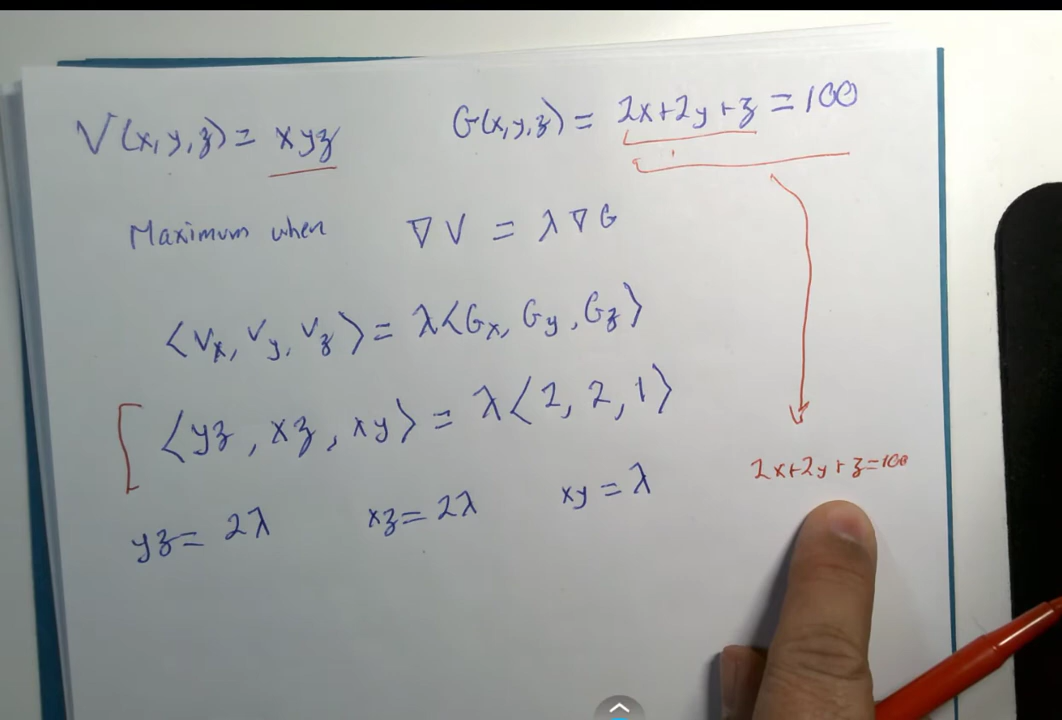 V(x,y,z) = xyz G(x,y,z) = 2x+2y+z = 100
Maximum when ∇V = λ∇G
⟨Vx, Vy, Vz⟩ = λ⟨Gx, Gy, Gz⟩
⟨yz, xz, xy⟩ = λ⟨2, 2, 1⟩
yz = 2λ xz = 2λ xy = λ 2x+2y+z=100